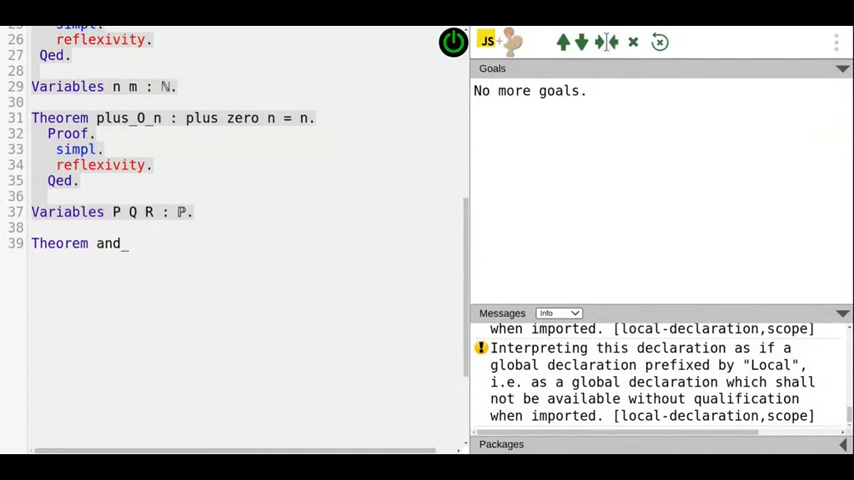 25 simpl.
26 reflexivity.
27 Qed.
28
29 Variables n m : ℕ.
30
31 Theorem plus_O_n : plus zero n = n.
32 Proof.
33 simpl.
34 reflexivity.
35 Qed.
36
37 Variables P Q R : ℙ.
38
39 Theorem and_
JS+
Goals
No more goals.
Messages Info
when imported. [local-declaration,scope]
Interpreting this declaration as if a
global declaration prefixed by "Local",
i.e. as a global declaration which shall
not be available without qualification
when imported. [local-declaration,scope]
Packages